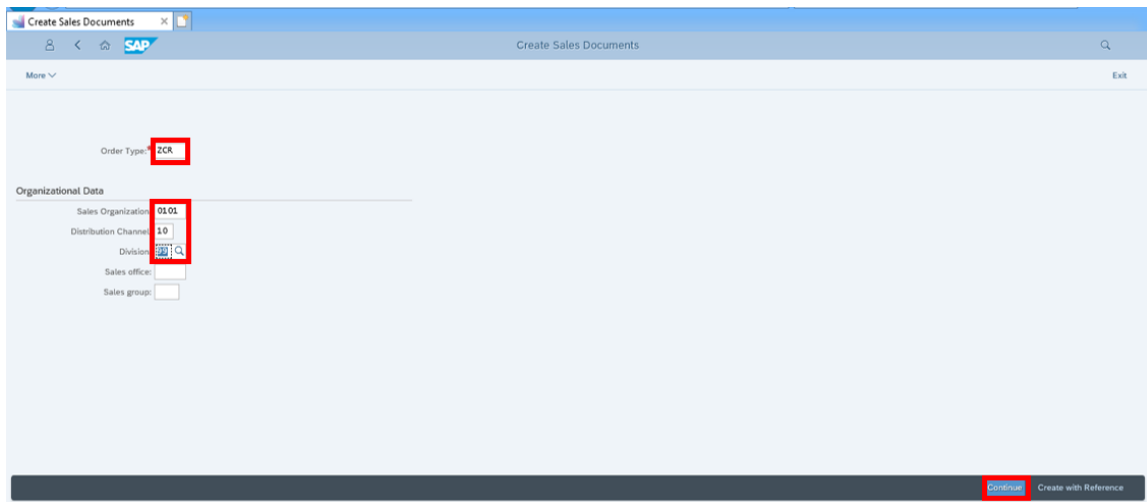 Create Sales Documents
SAP
Create Sales Documents
More
Exit
Order Type:* ZCR
Organizational Data
Sales Organization 0101
Distribution Channel 10
Division 99
Sales office:
Sales group:
Continue Create with Reference